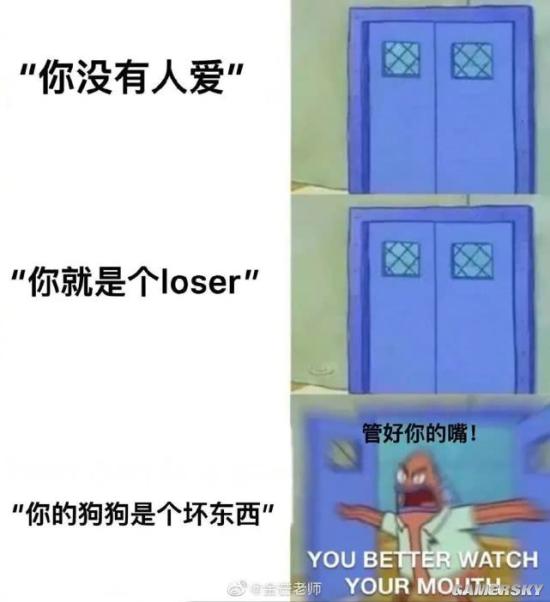 “你没有人爱”
“你就是个loser”
管好你的嘴！
“你的狗狗是个坏东西”
YOU BETTER WATCH
YOUR MOUTH
GAMERSKY